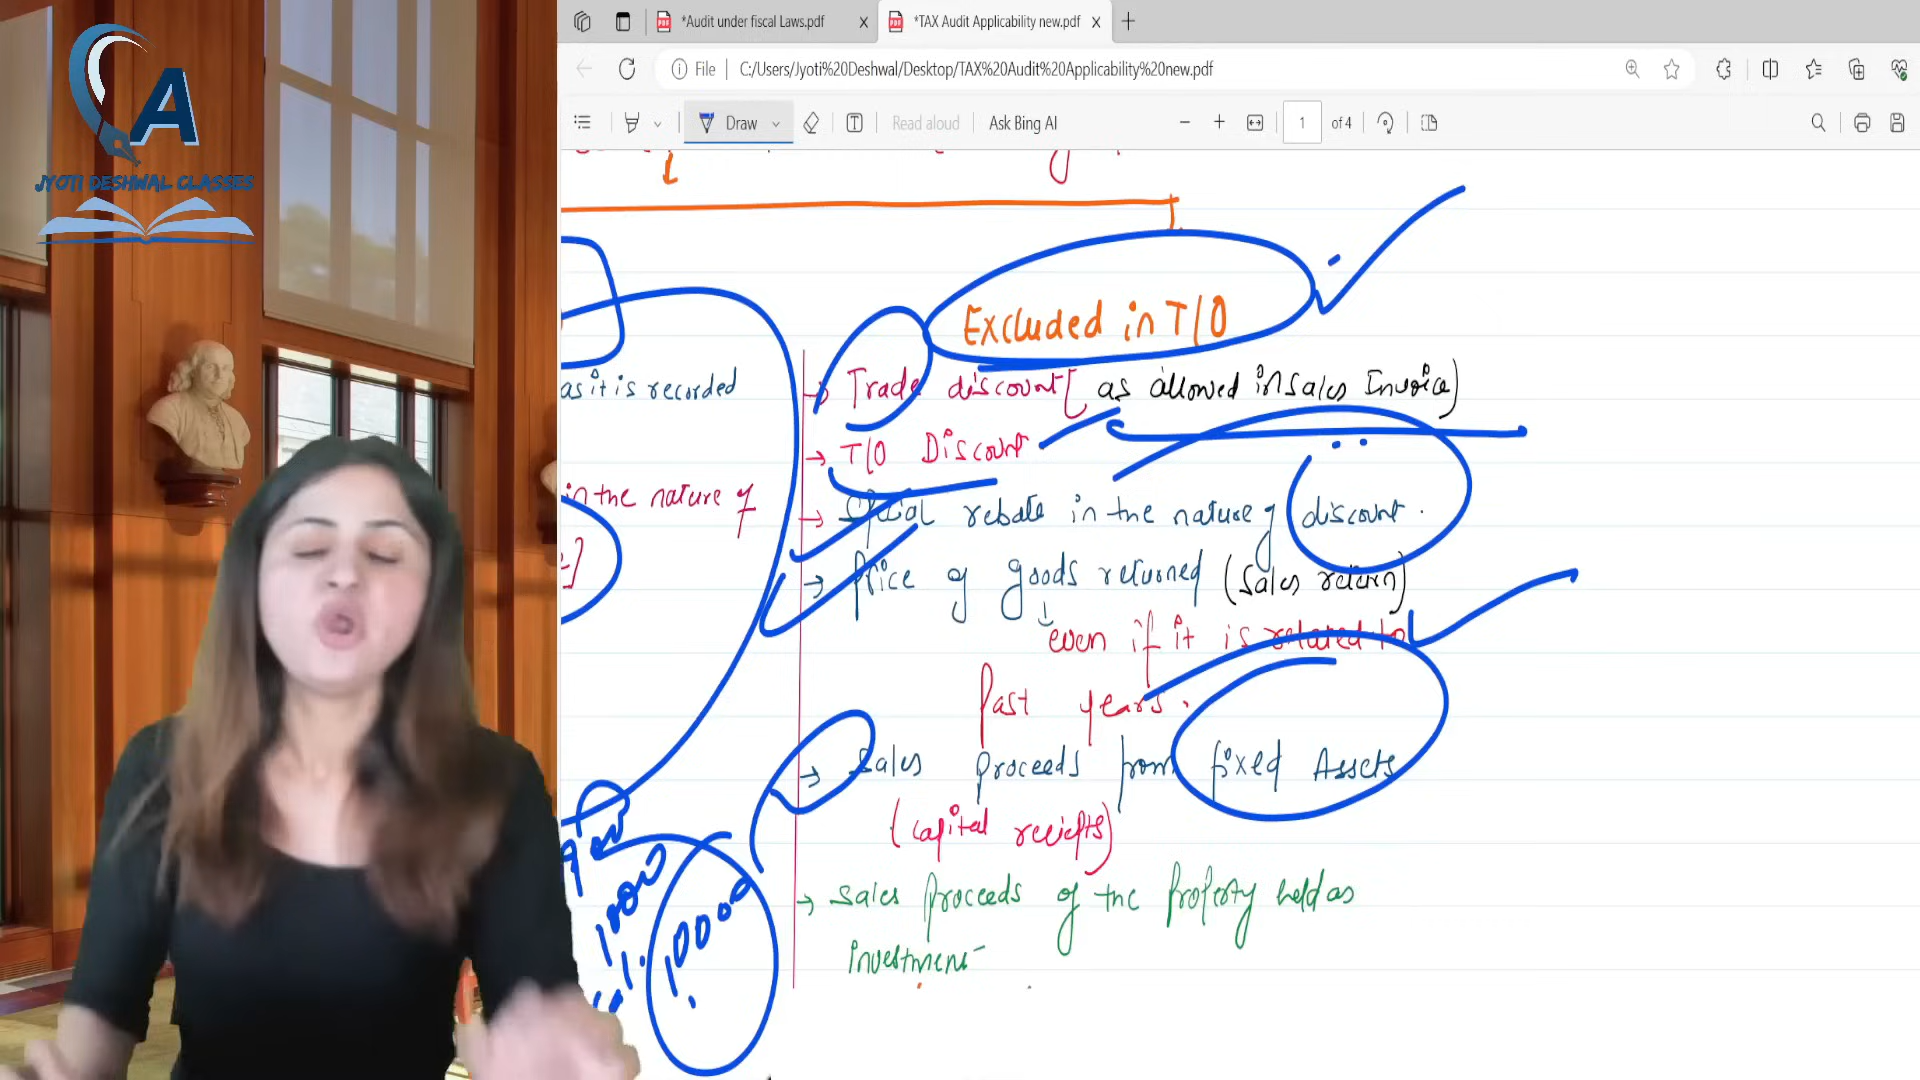 *Audit under fiscal Laws.pdf
*TAX Audit Applicability new.pdf
File
C:/Users/Jyoti%20Deshwal/Desktop/TAX%20Audit%20Applicability%20new.pdf
Draw
Read aloud
Ask Bing AI
1 of 4
A
JYOTI DESHWAL CLASSES
Excluded in T/O
as it is recorded
→ Trade discount [as allowed in sales Invoice)
→ T/O Discount
in the nature of
→ Special rebate in the nature of discount.
→ Price of goods returned (Sales return)
even if it is related to
Past years.
→ Sales proceeds from fixed Assets
(capital receipts)
→ sales proceeds of the Property held as
investment